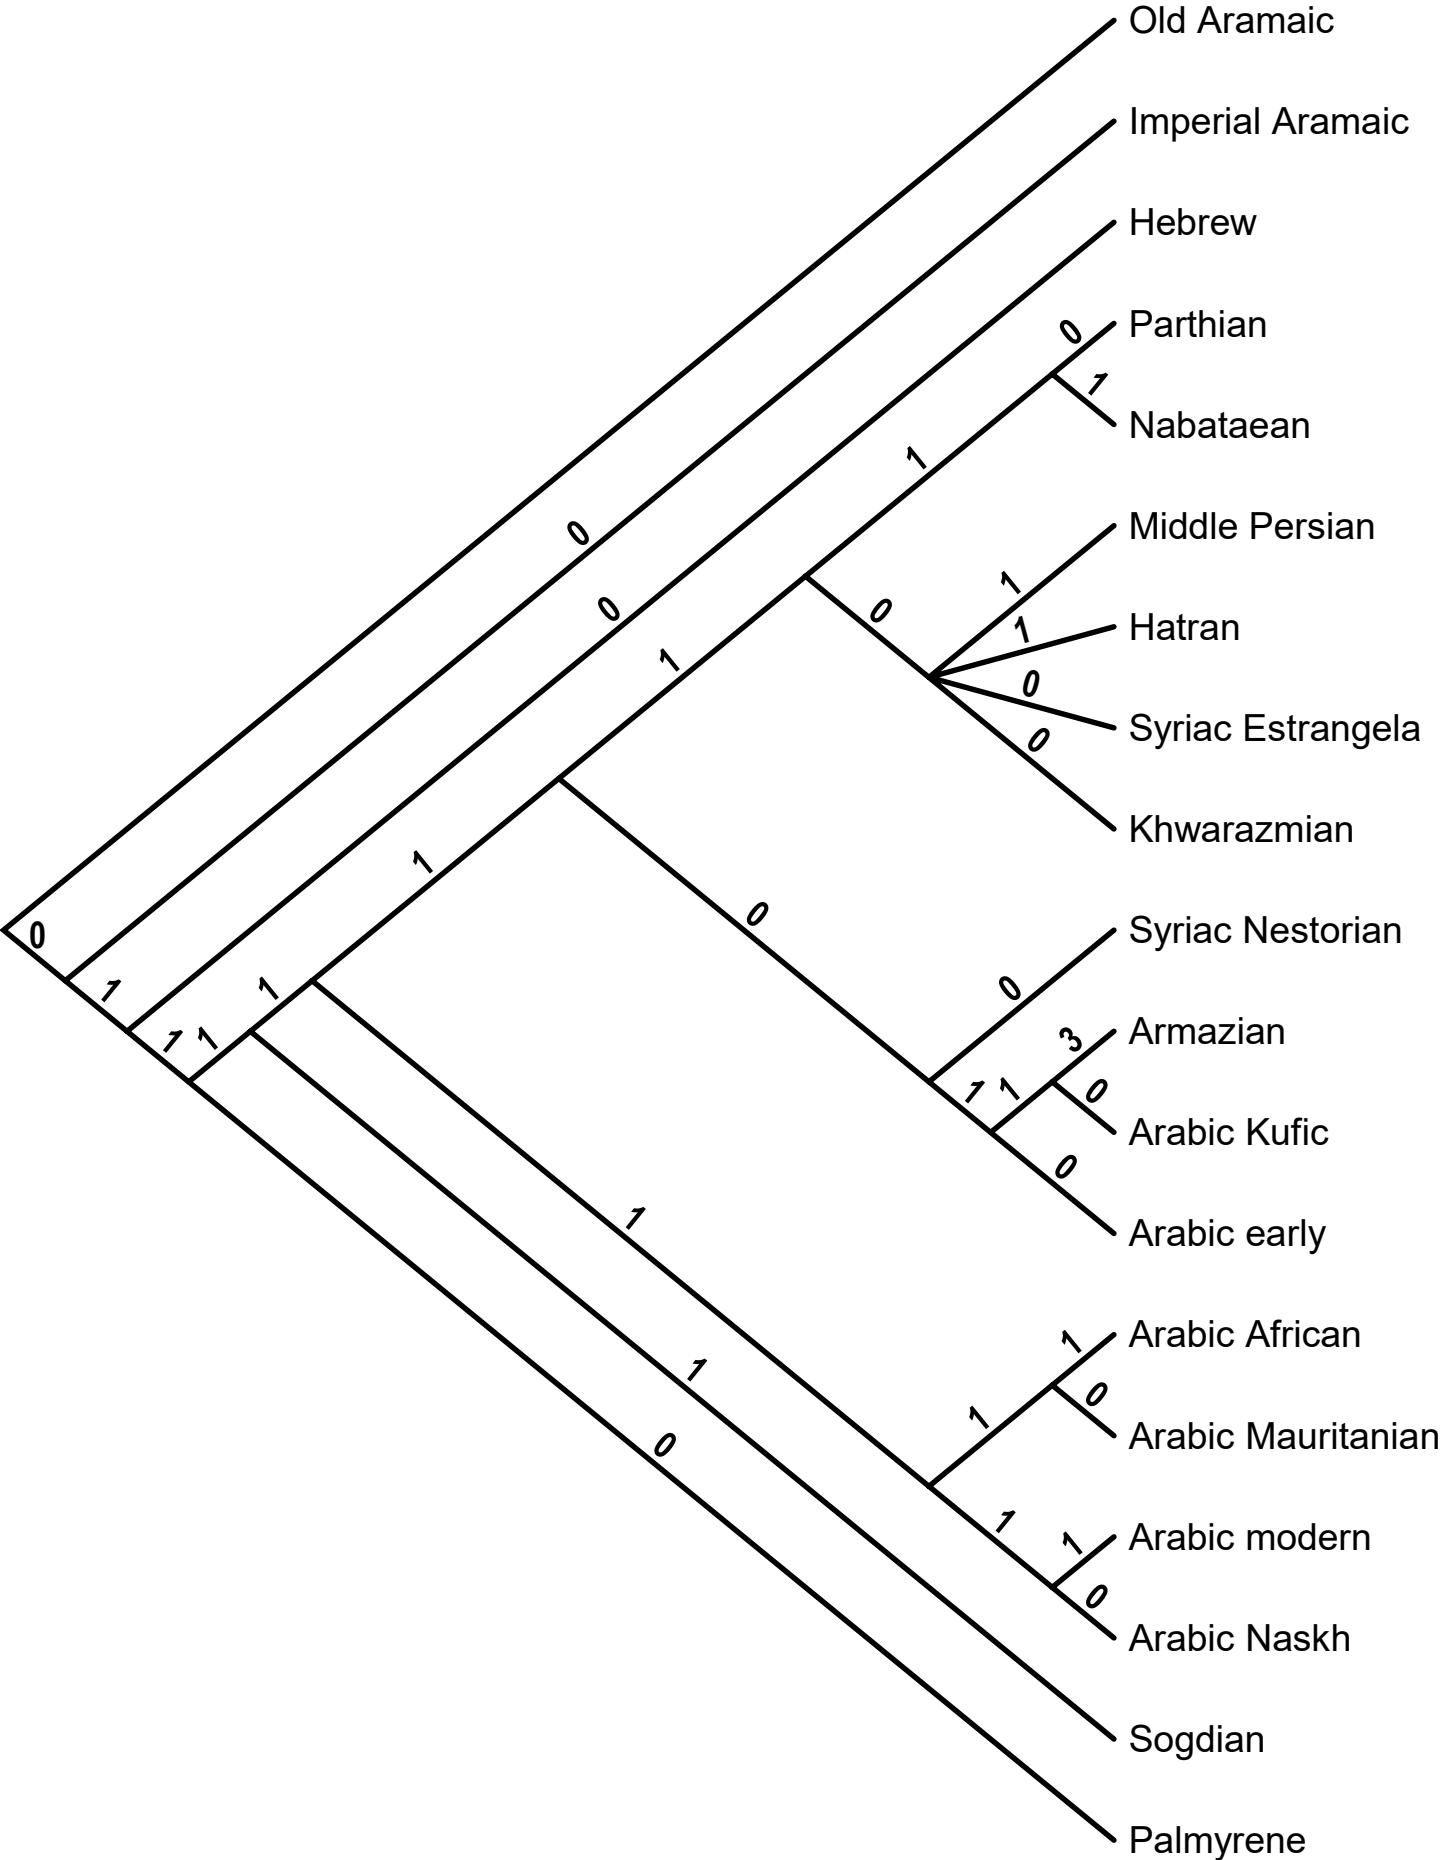 Old Aramaic
Imperial Aramaic
Hebrew
0
Parthian
1
Nabataean
1
Middle Persian
0
1
1
Hatran
0
0
0
Syriac Estrangela
1
0
Khwarazmian
1
0
0
Syriac Nestorian
1
1
0
3
Armazian
1
1
1
1
0
Arabic Kufic
0
Arabic early
1
1
Arabic African
1
0
1
Arabic Mauritanian
0
1
1
Arabic modern
0
Arabic Naskh
Sogdian
Palmyrene